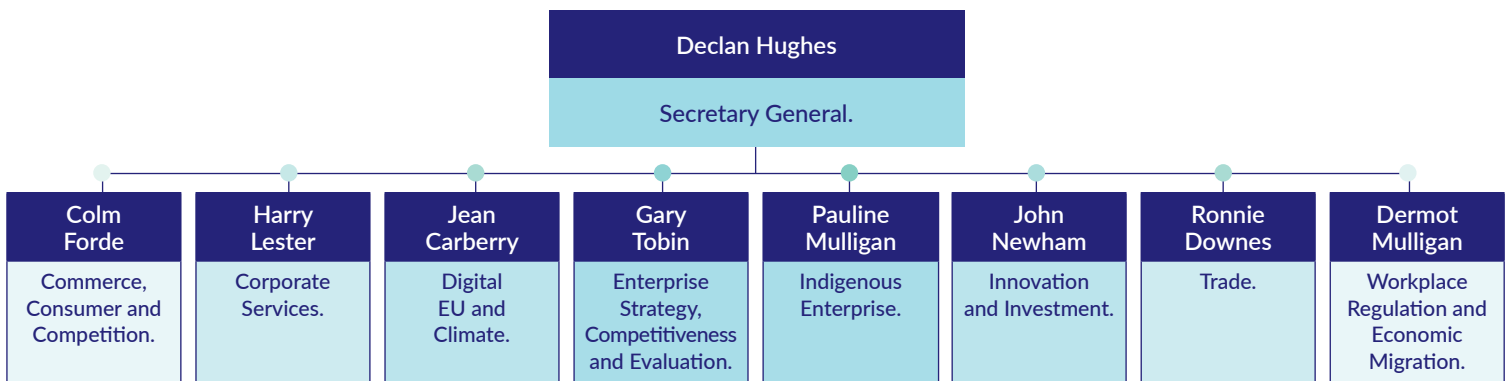 Declan Hughes
Secretary General.
Colm
Forde
Commerce,
Consumer and
Competition.
Harry
Lester
Corporate
Services.
Jean
Carberry
Digital
EU and
Climate.
Gary
Tobin
Enterprise
Strategy,
Competitiveness
and Evaluation.
Pauline
Mulligan
Indigenous
Enterprise.
John
Newham
Innovation
and Investment.
Ronnie
Downes
Trade.
Dermot
Mulligan
Workplace
Regulation and
Economic
Migration.